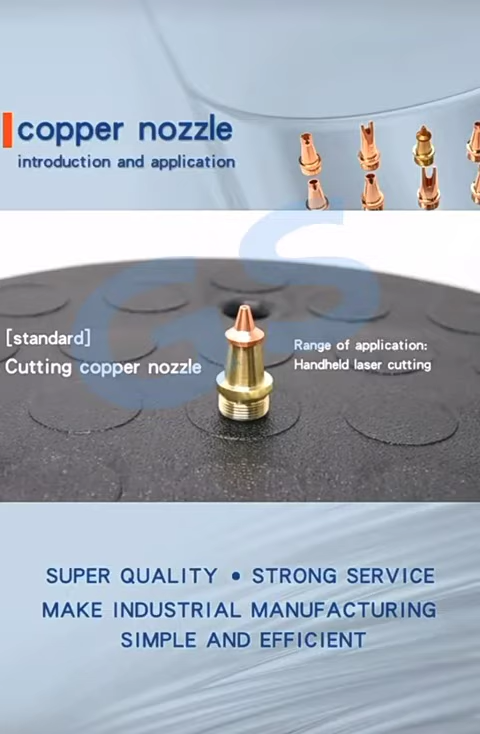 copper nozzle
introduction and application
GS
[standard]
Cutting copper nozzle
Range of application:
Handheld laser cutting
SUPER QUALITY • STRONG SERVICE
MAKE INDUSTRIAL MANUFACTURING
SIMPLE AND EFFICIENT